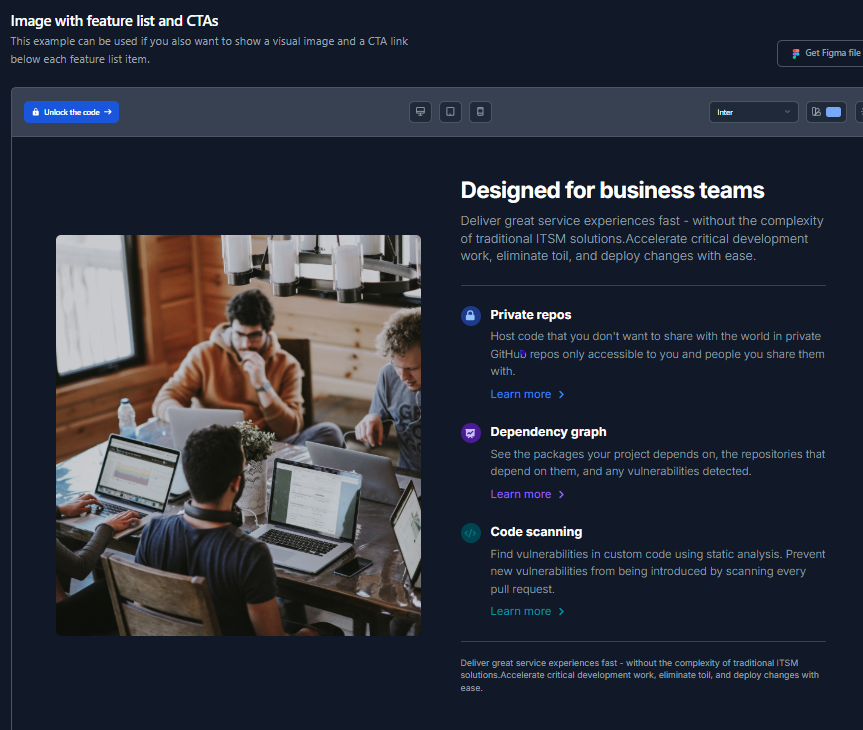 Image with feature list and CTAs
This example can be used if you also want to show a visual image and a CTA link
below each feature list item.
Get Figma file
Unlock the code
Inter
Designed for business teams
Deliver great service experiences fast - without the complexity
of traditional ITSM solutions.Accelerate critical development
work, eliminate toil, and deploy changes with ease.
Private repos
Host code that you don't want to share with the world in private
GitHub repos only accessible to you and people you share them
with.
Learn more
Dependency graph
See the packages your project depends on, the repositories that
depend on them, and any vulnerabilities detected.
Learn more
Code scanning
Find vulnerabilities in custom code using static analysis. Prevent
new vulnerabilities from being introduced by scanning every
pull request.
Learn more
Deliver great service experiences fast - without the complexity of traditional ITSM
solutions.Accelerate critical development work, eliminate toil, and deploy changes with
ease.